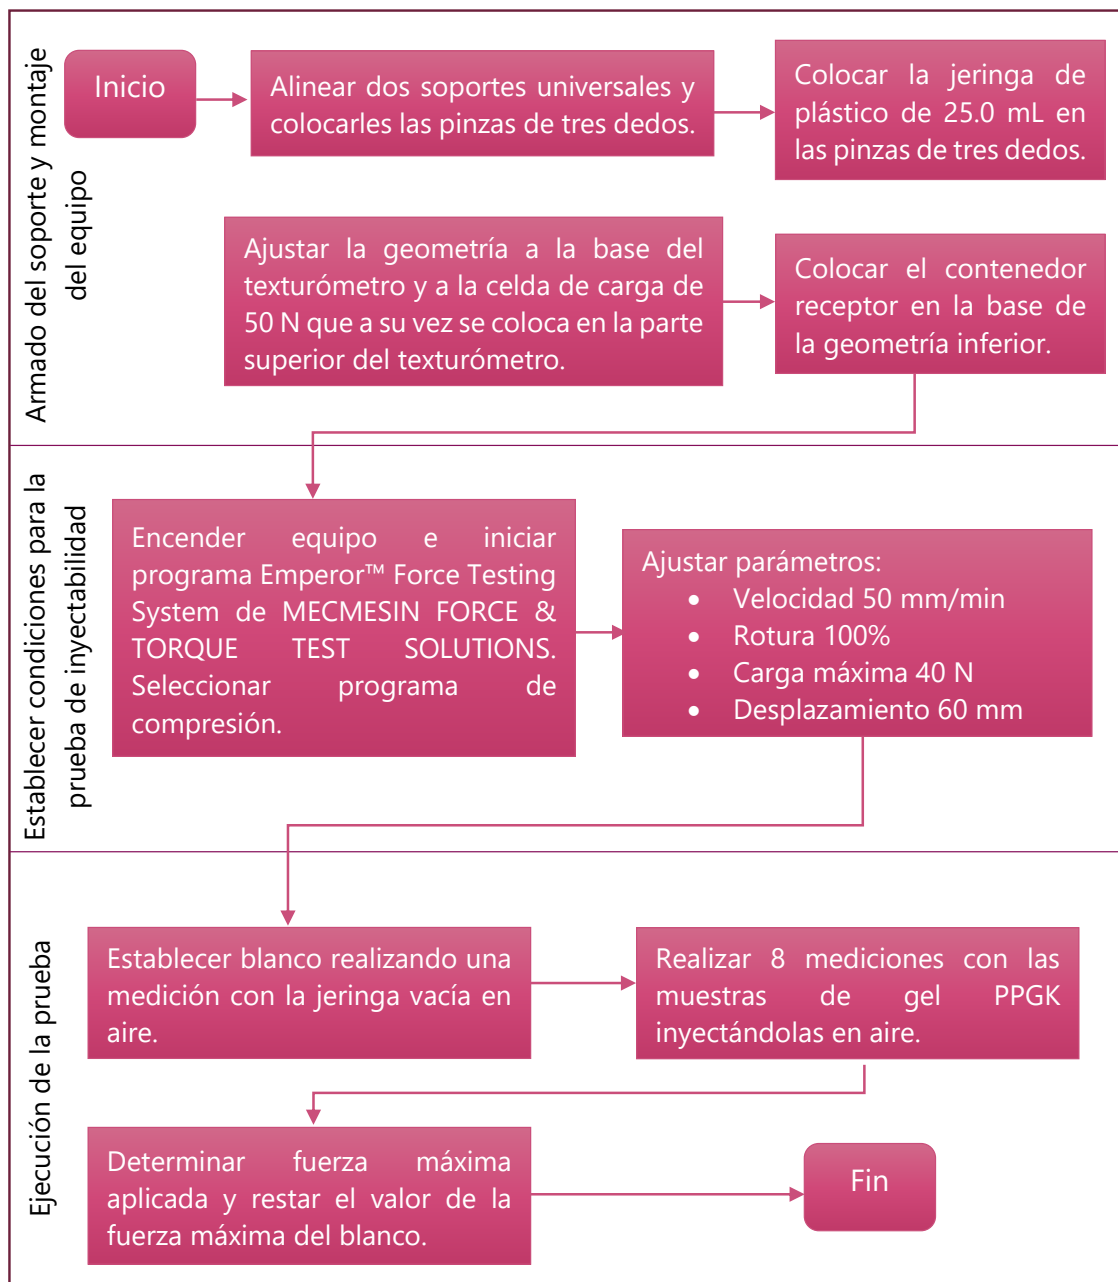 Armado del soporte y montaje
del equipo
Inicio
Alinear dos soportes universales y
colocarles las pinzas de tres dedos.
Colocar la jeringa de
plástico de 25.0 mL en
las pinzas de tres dedos.
Ajustar la geometría a la base del
texturómetro y a la celda de carga de
50 N que a su vez se coloca en la parte
superior del texturómetro.
Colocar el contenedor
receptor en la base de
la geometría inferior.
Establecer condiciones para la
prueba de inyectabilidad
Encender equipo e iniciar
programa Emperor™ Force Testing
System de MECMESIN FORCE &
TORQUE TEST SOLUTIONS.
Seleccionar programa de
compresión.
Ajustar parámetros:
• Velocidad 50 mm/min
• Rotura 100%
• Carga máxima 40 N
• Desplazamiento 60 mm
Ejecución de la prueba
Establecer blanco realizando una
medición con la jeringa vacía en
aire.
Realizar 8 mediciones con las
muestras de gel PPGK
inyectándolas en aire.
Determinar fuerza máxima
aplicada y restar el valor de la
fuerza máxima del blanco.
Fin